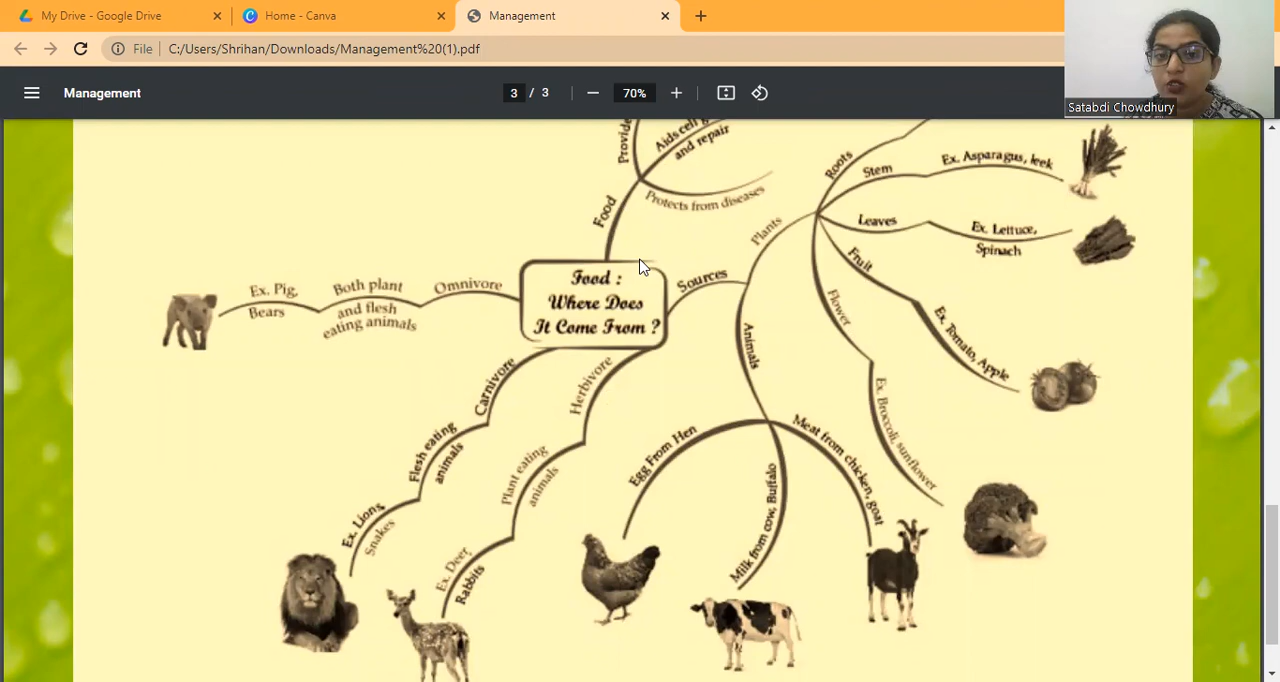 My Drive - Google Drive
Home - Canva
Management
File
C:/Users/Shrihan/Downloads/Management%20(1).pdf
Management
3 / 3
70%
Satabdi Chowdhury
Provide
Aids cell
and repair
Protects from diseases
Food
Food :
Where Does
It Come From ?
Sources
Plants
Roots
Stem
Ex. Asparagus, leek
Leaves
Ex. Lettuce,
Spinach
Fruit
Ex. Tomato, Apple
Flower
Ex. Broccoli, sunflower
Animals
Egg From Hen
Milk from cow, Buffalo
Meat from chicken, goat
Omnivore
Both plant
and flesh
eating animals
Ex. Pig,
Bears
Carnivore
Flesh eating
animals
Ex. Lions,
Snakes
Herbivore
Plant eating
animals
Ex. Deer,
Rabbits